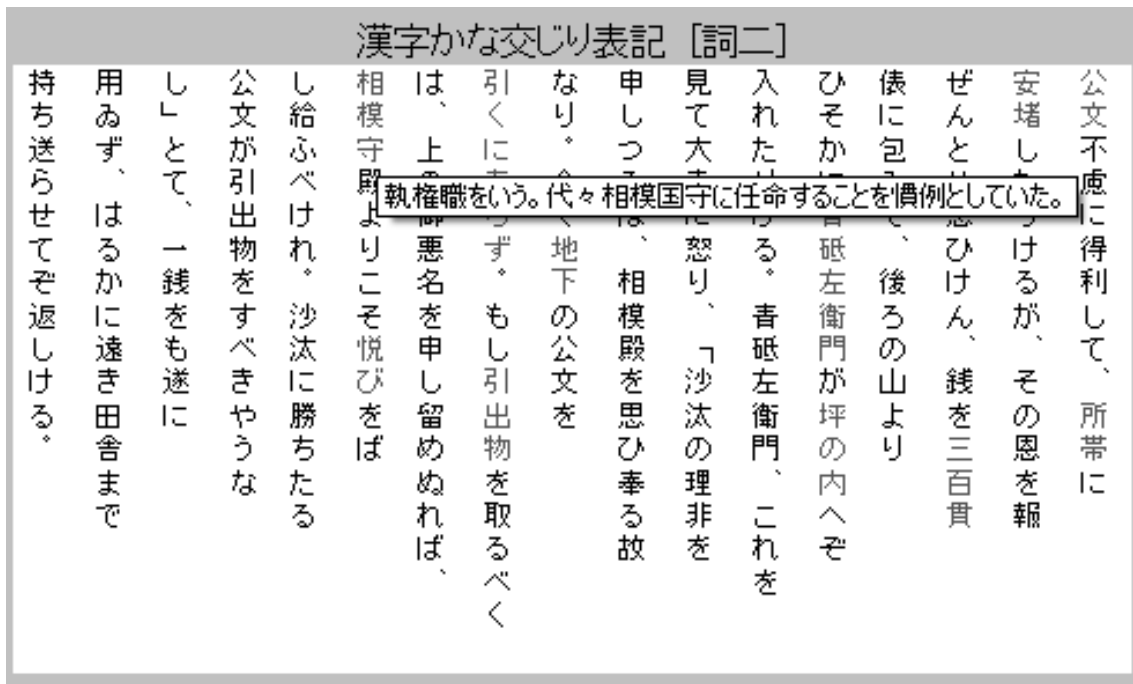 漢字かな交じり表記 [詞二]
公文不慮に得利して、所帯に
安堵したけるが、その恩を報
ぜんと思ひけん、銭を三百貫
俵に包て、後ろの山より
ひそかに青砥左衛門が坪の内へぞ
入れたける。青砥左衛門、これを
見て大に怒り、「沙汰の理非を
申しつは、相模殿を思ひ奉る故
なり。く地下の公文を
引くにらず。もし引出物を取るべく
は、上の御悪名を申し留めぬれば、
相模守殿よりこそ悦びをば
し給ふべけれ。沙汰に勝ちたる
公文が引出物をすべきやうな
し」とて、一銭をも遂に
用ゐず、はるかに遠き田舎まで
持ち送らせてぞ返しける。
執権職をいう。代々相模国守に任命することを慣例としていた。